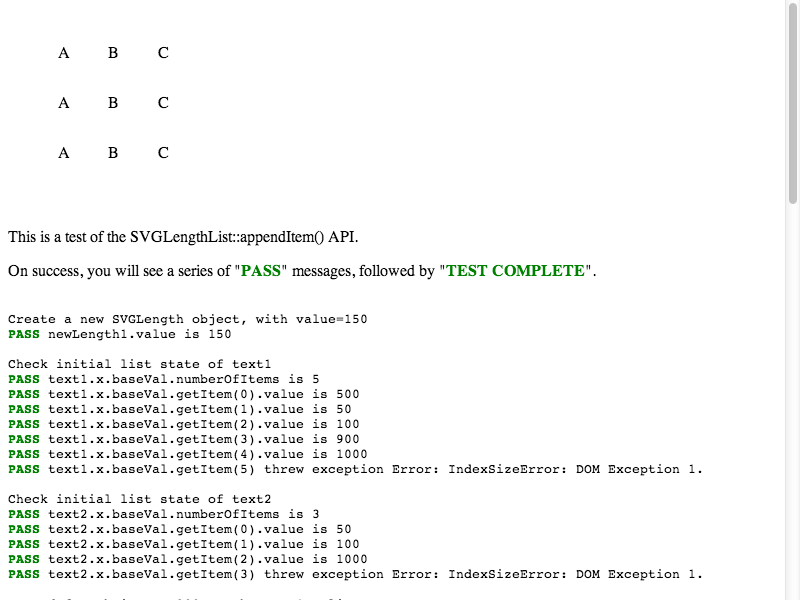 A B C
A B C
A B C
This is a test of the SVGLengthList::appendItem() API.
On success, you will see a series of "PASS" messages, followed by "TEST COMPLETE".
Create a new SVGLength object, with value=150
PASS newLength1.value is 150
Check initial list state of text1
PASS text1.x.baseVal.numberOfItems is 5
PASS text1.x.baseVal.getItem(0).value is 500
PASS text1.x.baseVal.getItem(1).value is 50
PASS text1.x.baseVal.getItem(2).value is 100
PASS text1.x.baseVal.getItem(3).value is 900
PASS text1.x.baseVal.getItem(4).value is 1000
PASS text1.x.baseVal.getItem(5) threw exception Error: IndexSizeError: DOM Exception 1.
Check initial list state of text2
PASS text2.x.baseVal.numberOfItems is 3
PASS text2.x.baseVal.getItem(0).value is 50
PASS text2.x.baseVal.getItem(1).value is 100
PASS text2.x.baseVal.getItem(2).value is 1000
PASS text2.x.baseVal.getItem(3) threw exception Error: IndexSizeError: DOM Exception 1.